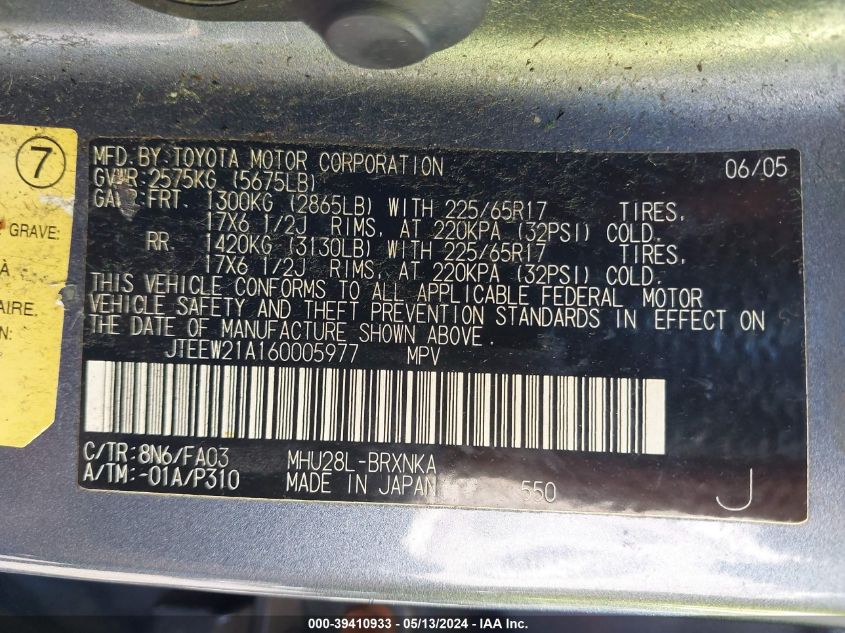 7
GRAVE:
À
AIRE,
N:
MFD. BY: TOYOTA MOTOR CORPORATION 06/05
GVWR: 2575KG (5675LB)
FRT. 1300KG (2865LB) WITH 225/65R17 TIRES,
17X6 1/2J RIMS, AT 220KPA (32PSI) COLD.
RR 1420KG (3130LB) WITH 225/65R17 TIRES,
17X6 1/2J RIMS, AT 220KPA (32PSI) COLD.
THIS VEHICLE CONFORMS TO ALL APPLICABLE FEDERAL MOTOR
VEHICLE SAFETY AND THEFT PREVENTION STANDARDS IN EFFECT ON
THE DATE OF MANUFACTURE SHOWN ABOVE.
JTEEW21A160005977 MPV
C/TR:8N6/FA03 MHU28L-BRXNKA
A/TM:-01A/P310 MADE IN JAPAN 550 J
000-39410933 - 05/13/2024 - IAA Inc.